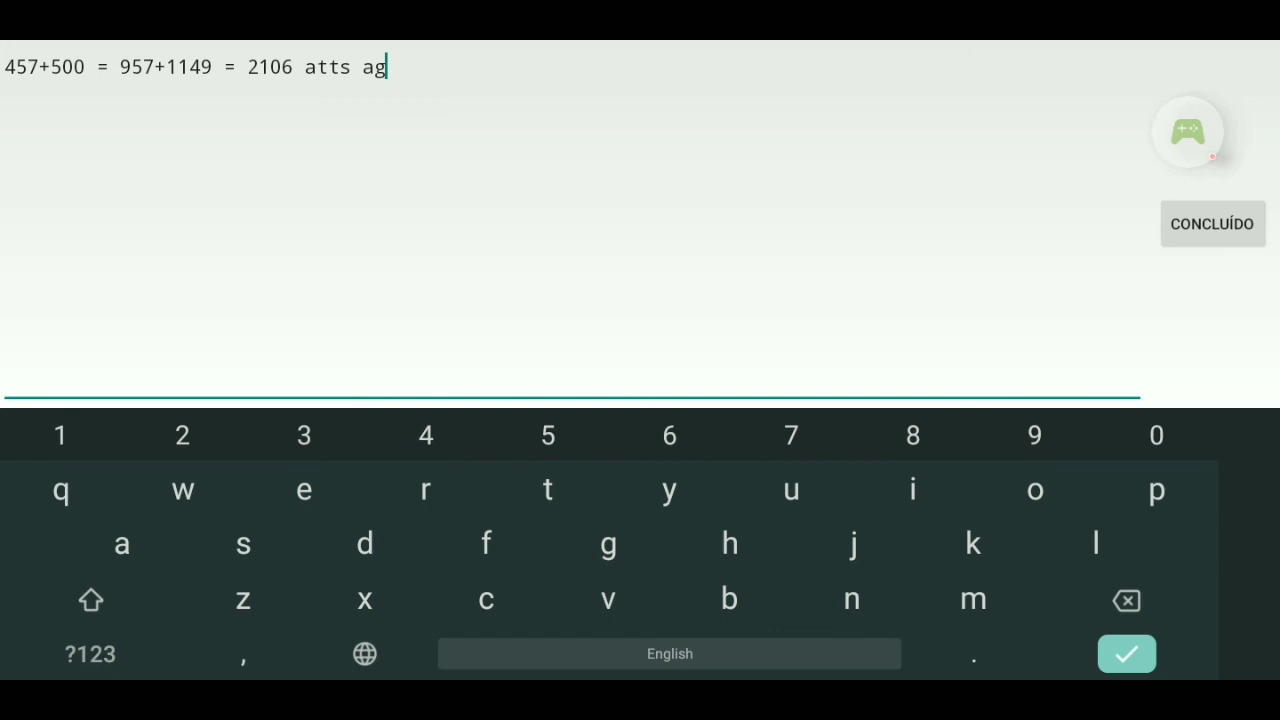 457+500 = 957+1149 = 2106 atts ag
CONCLUÍDO
1 2 3 4 5 6 7 8 9 0
q w e r t y u i o p
a s d f g h j k l
z x c v b n m
?123 , English .